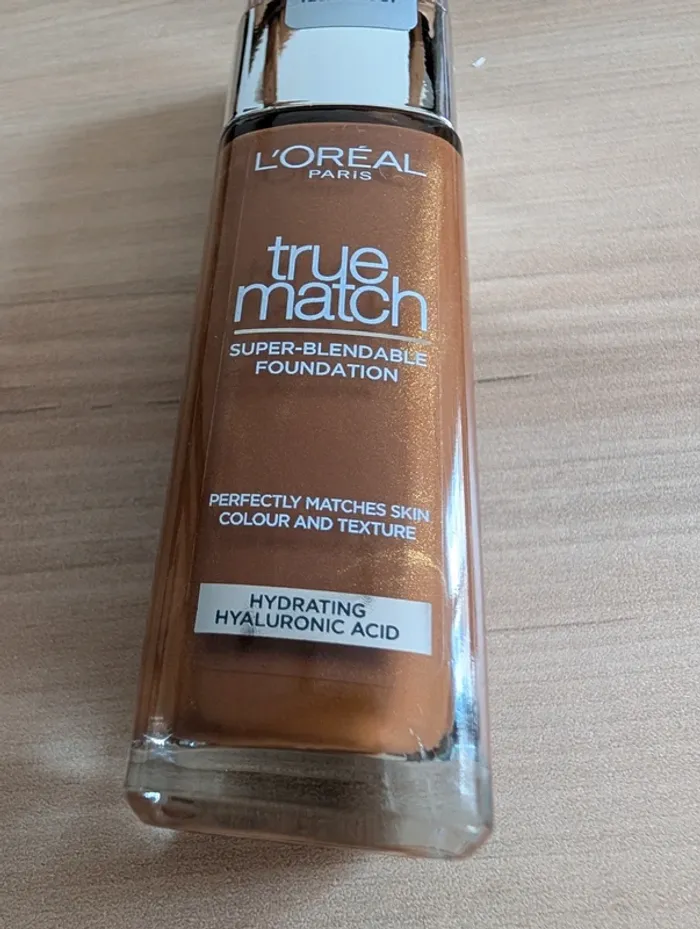 L'ORÉAL
PARIS
true
match
SUPER-BLENDABLE
FOUNDATION
PERFECTLY MATCHES SKIN
COLOUR AND TEXTURE
HYDRATING
HYALURONIC ACID